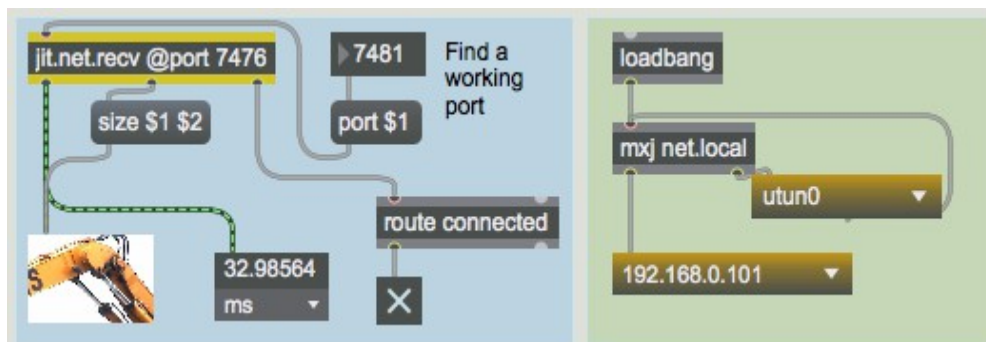 jit.net.recv @port 7476
7481
Find a
working
port
size $1 $2
port $1
route connected
32.98564
ms
loadbang
mxj net.local
utun0
192.168.0.101